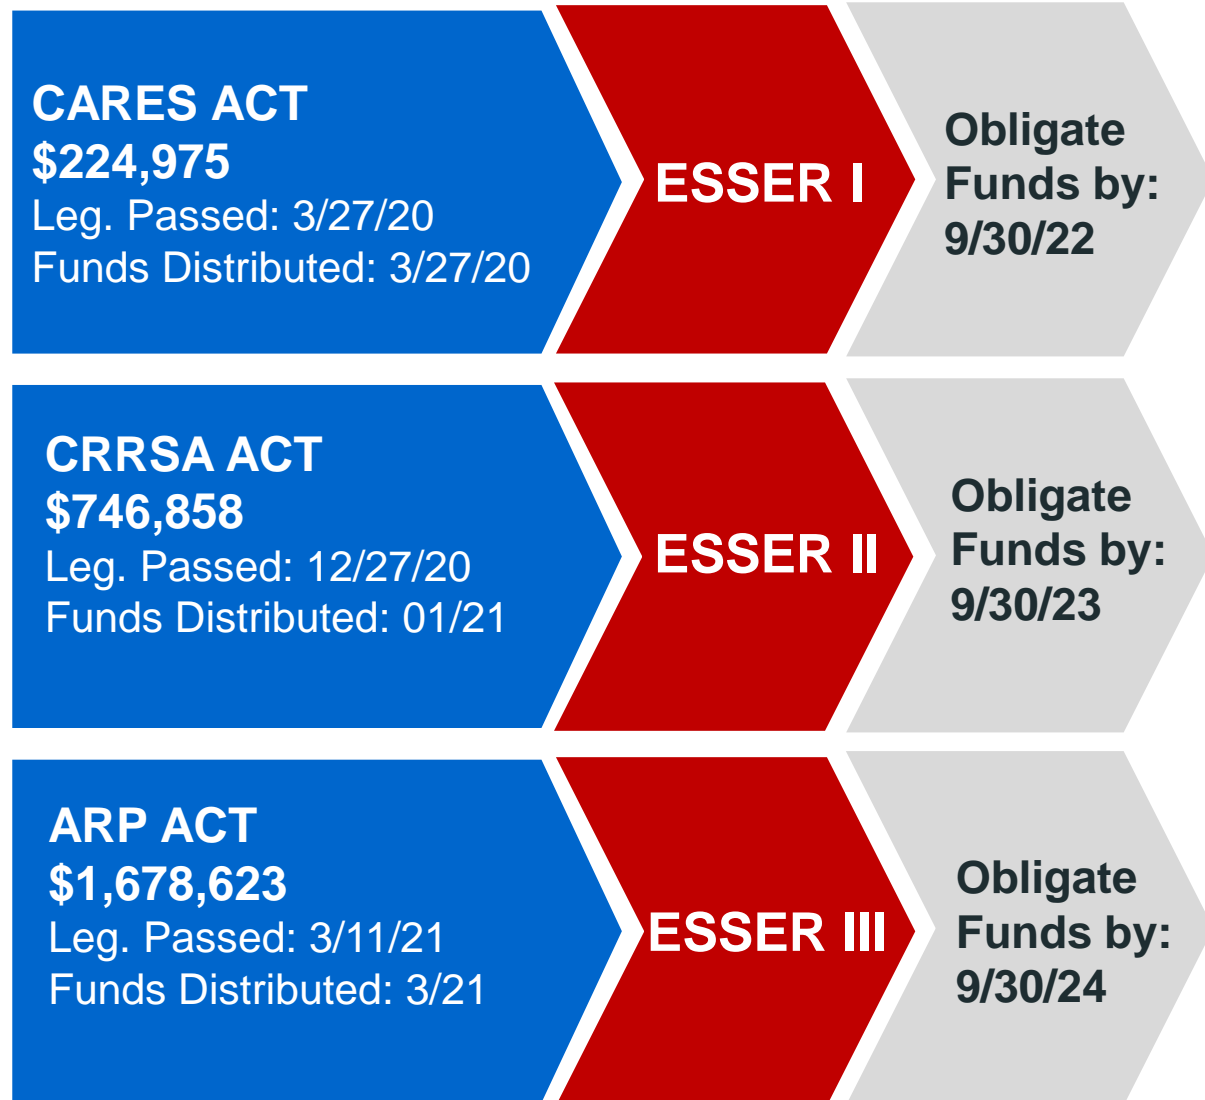 CARES ACT
$224,975
Leg. Passed: 3/27/20
Funds Distributed: 3/27/20
ESSER I
Obligate
Funds by:
9/30/22
CRRSA ACT
$746,858
Leg. Passed: 12/27/20
Funds Distributed: 01/21
ESSER II
Obligate
Funds by:
9/30/23
ARP ACT
$1,678,623
Leg. Passed: 3/11/21
Funds Distributed: 3/21
ESSER III
Obligate
Funds by:
9/30/24